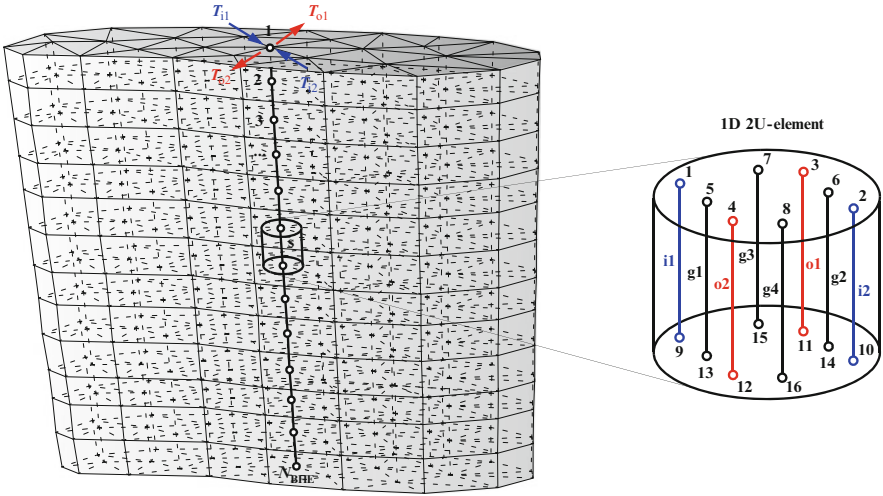 T_i1 T_o1
1
T_o2 T_i2
2
3
...
s
N_BHE
1D 2U-element
1 7 3
5 6
4 8 2
i1 g1 o2 g3 g4 o1 g2 i2
9 15 11
13 14 10
12 16